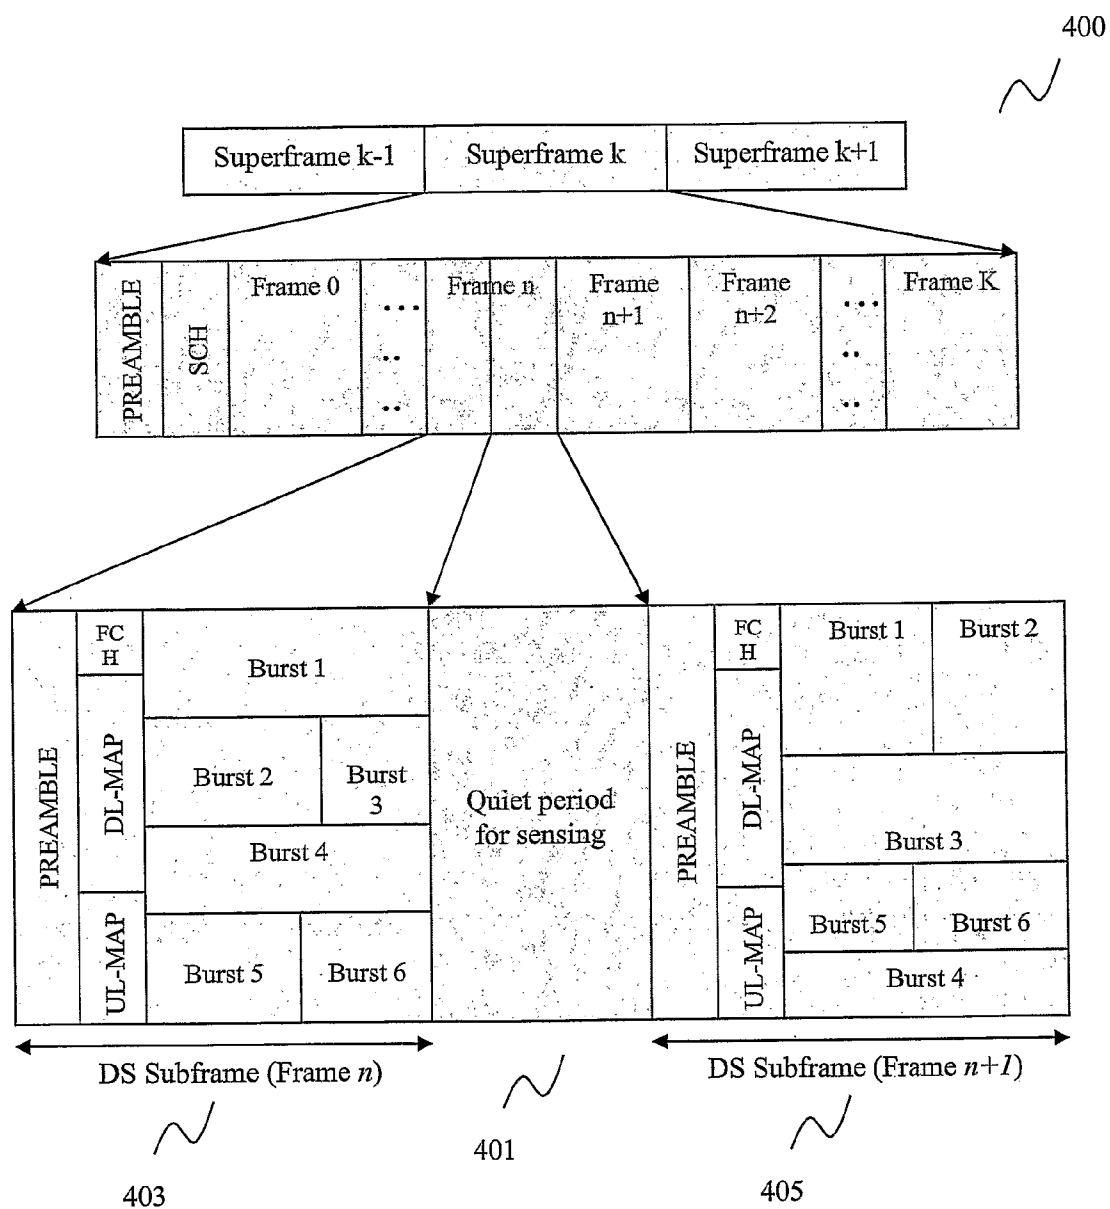 400
Superframe k-1
Superframe k
Superframe k+1
PREAMBLE
SCH
Frame 0
...
..
..
Frame n
Frame
n+1
Frame
n+2
...
..
..
Frame K
PREAMBLE
FC
H
DL-MAP
UL-MAP
Burst 1
Burst 2
Burst
3
Burst 4
Burst 5
Burst 6
Quiet period
for sensing
PREAMBLE
FC
H
DL-MAP
UL-MAP
Burst 1
Burst 2
Burst 3
Burst 5
Burst 6
Burst 4
DS Subframe (Frame n)
DS Subframe (Frame n+1)
403
401
405